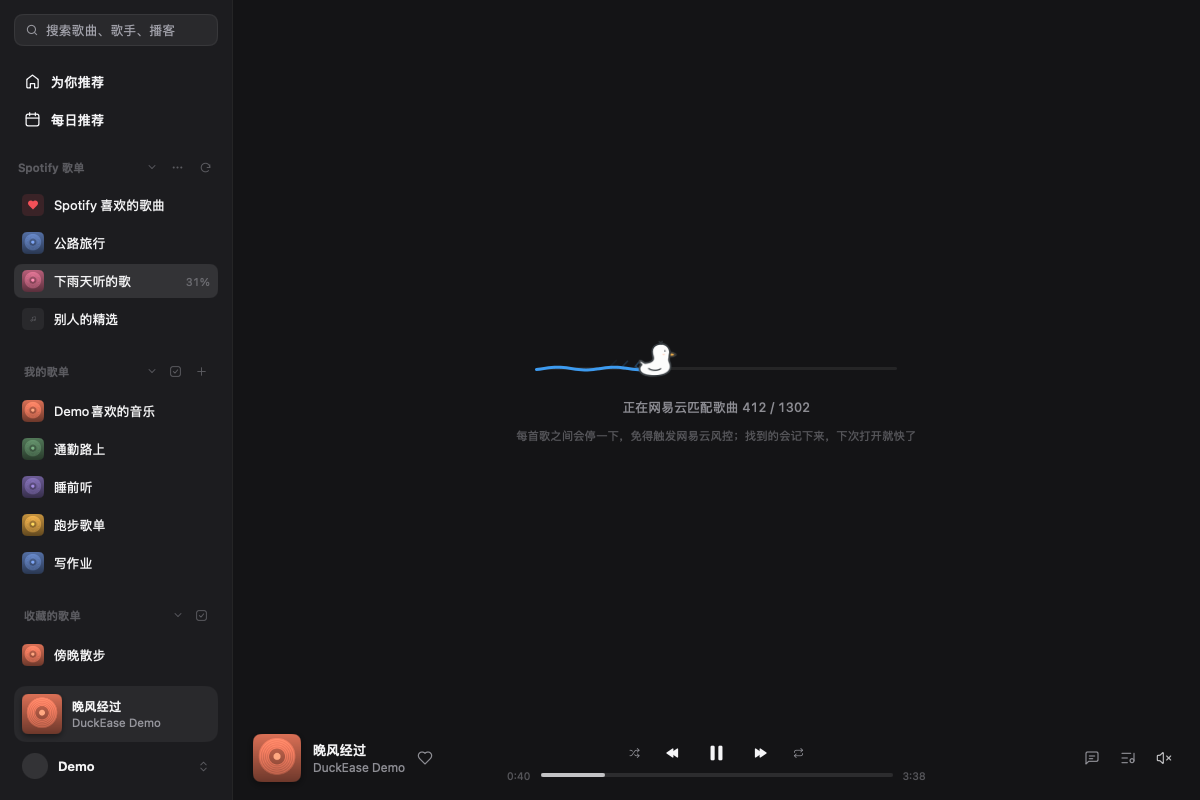 搜索歌曲、歌手、播客
为你推荐
每日推荐
Spotify 歌单
Spotify 喜欢的歌曲
公路旅行
下雨天听的歌 31%
别人的精选
我的歌单
Demo喜欢的音乐
通勤路上
睡前听
跑步歌单
写作业
收藏的歌单
傍晚散步
晚风经过
DuckEase Demo
Demo
正在网易云匹配歌曲 412 / 1302
每首歌之间会停一下，免得触发网易云风控；找到的会记下来，下次打开就快了
晚风经过
DuckEase Demo
0:40
3:38